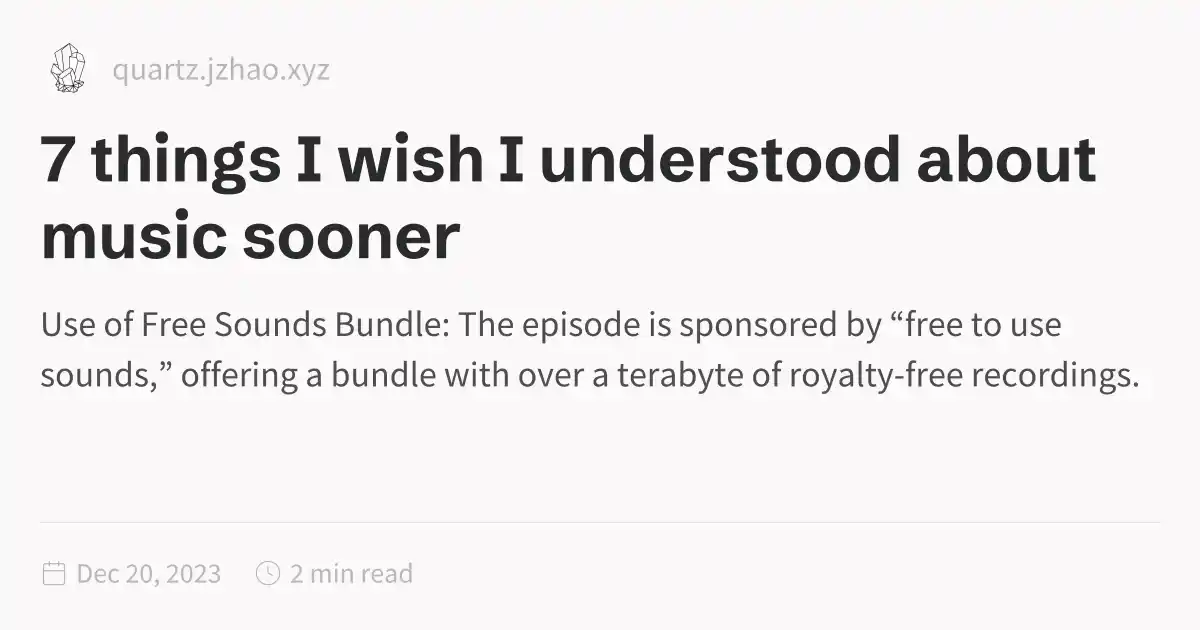 quartz.jzhao.xyz
7 things I wish I understood about
music sooner
Use of Free Sounds Bundle: The episode is sponsored by “free to use
sounds,” offering a bundle with over a terabyte of royalty-free recordings.
Dec 20, 2023 2 min read